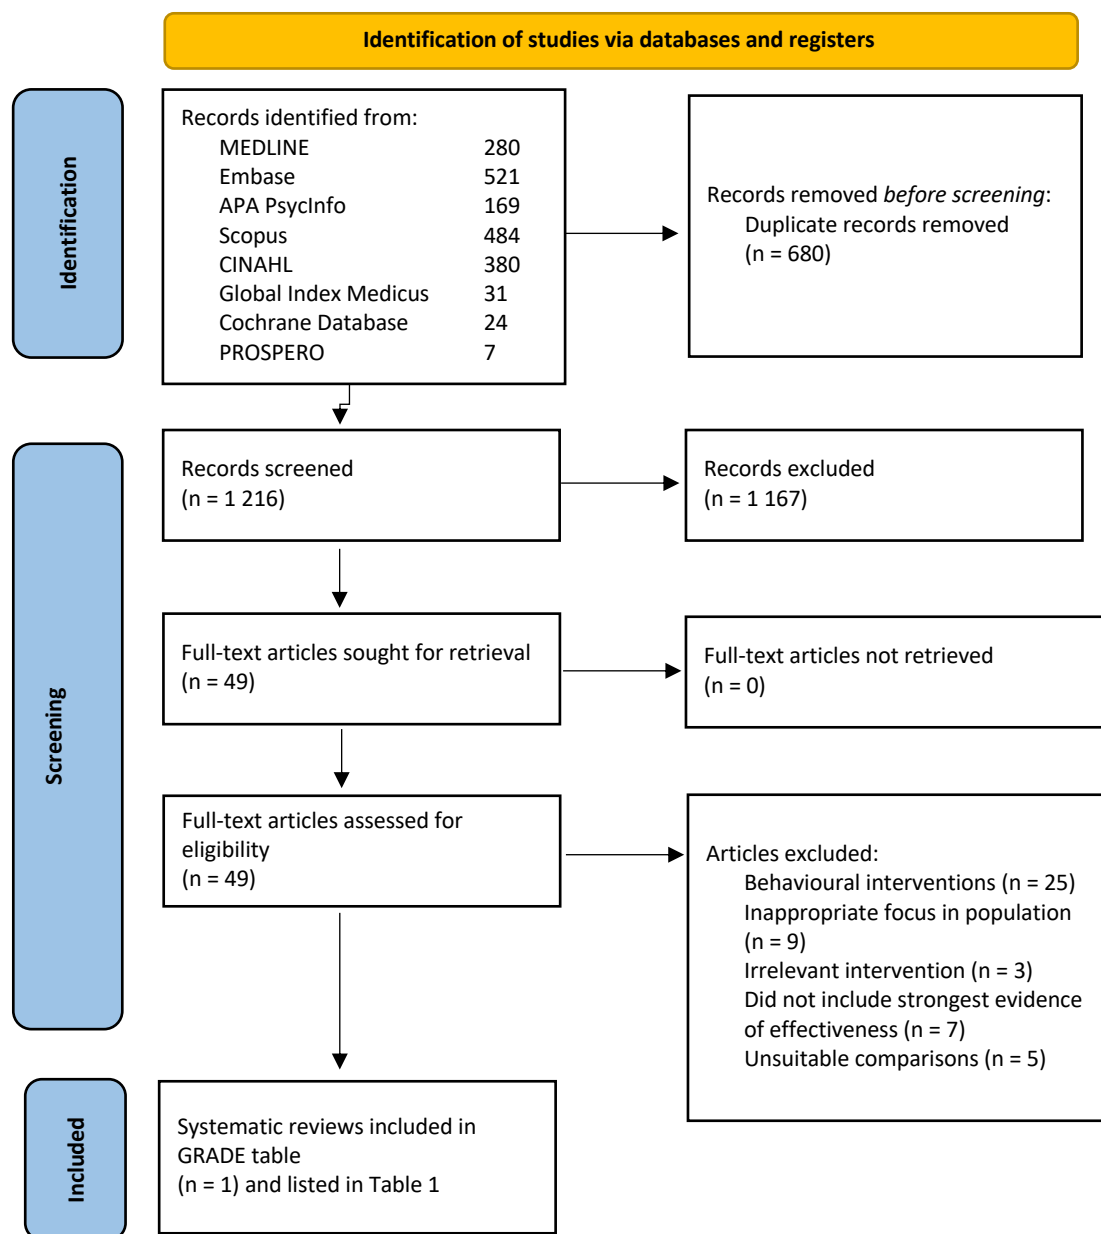 Identification of studies via databases and registers
Identification
Records identified from:
MEDLINE 280
Embase 521
APA PsycInfo 169
Scopus 484
CINAHL 380
Global Index Medicus 31
Cochrane Database 24
PROSPERO 7
Records removed before screening:
Duplicate records removed
(n = 680)
Screening
Records screened
(n = 1 216)
Records excluded
(n = 1 167)
Full-text articles sought for retrieval
(n = 49)
Full-text articles not retrieved
(n = 0)
Full-text articles assessed for
eligibility
(n = 49)
Articles excluded:
Behavioural interventions (n = 25)
Inappropriate focus in population
(n = 9)
Irrelevant intervention (n = 3)
Did not include strongest evidence
of effectiveness (n = 7)
Unsuitable comparisons (n = 5)
Included
Systematic reviews included in
GRADE table
(n = 1) and listed in Table 1